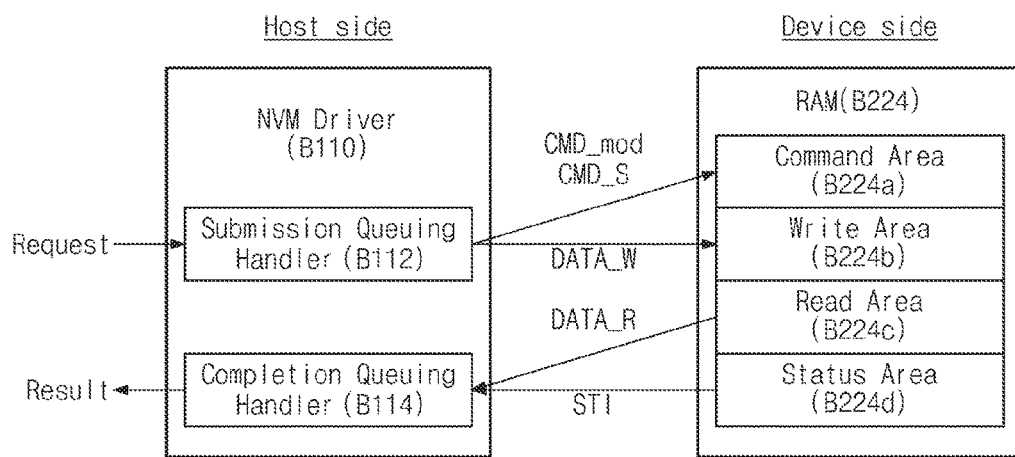 Host side
Device side
NVM Driver
(B110)
RAM(B224)
CMD_mod
CMD_S
Command Area
(B224a)
Request
Submission Queuing
Handler(B112)
DATA_W
Write Area
(B224b)
DATA_R
Read Area
(B224c)
Result
Completion Queuing
Handler(B114)
STI
Status Area
(B224d)